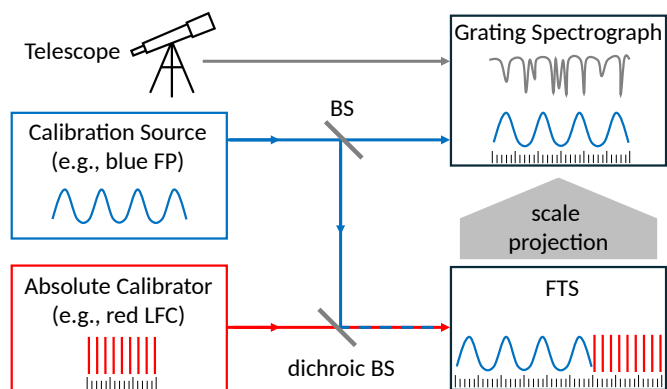 Telescope
Grating Spectrograph
BS
Calibration Source
(e.g., blue FP)
scale
projection
Absolute Calibrator
(e.g., red LFC)
dichroic BS
FTS